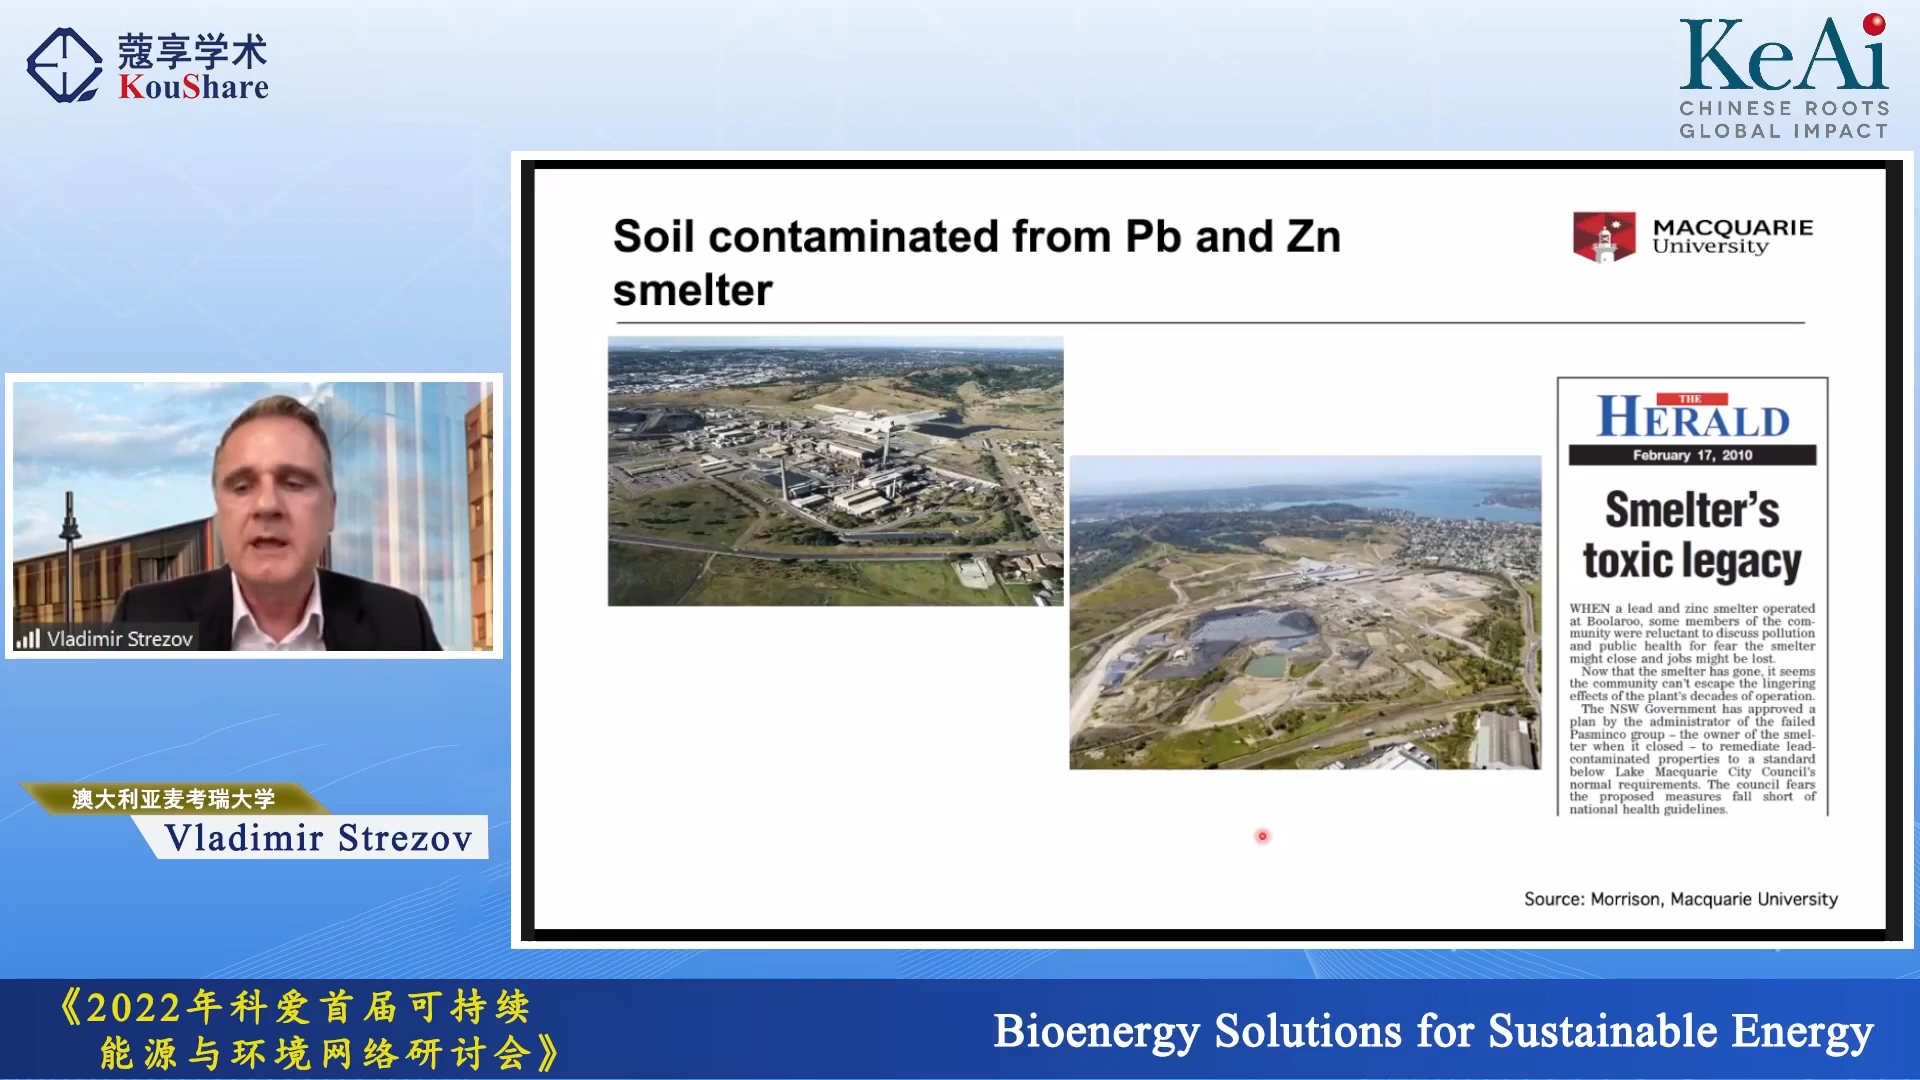 蔻享学术
KouShare
KeAi
CHINESE ROOTS
GLOBAL IMPACT
Soil contaminated from Pb and Zn
smelter
MACQUARIE
University
THE
HERALD
February 17, 2010
Smelter's
toxic legacy
WHEN a lead and zinc smelter operated
at Boolaroo, some members of the com-
munity were reluctant to discuss pollution
and public health for fear the smelter
might close and jobs might be lost.
Now that the smelter has gone, it seems
the community can't escape the lingering
effects of the plant's decades of operation.
The NSW Government has approved a
plan by the administrator of the failed
Pasminco group – the owner of the smel-
ter when it closed – to remediate lead-
contaminated properties to a standard
below Lake Macquarie City Council's
normal requirements. The council fears
the proposed measures fall short of
national health guidelines.
Source: Morrison, Macquarie University
Vladimir Strezov
澳大利亚麦考瑞大学
Vladimir Strezov
《2022年科爱首届可持续
能源与环境网络研讨会》
Bioenergy Solutions for Sustainable Energy